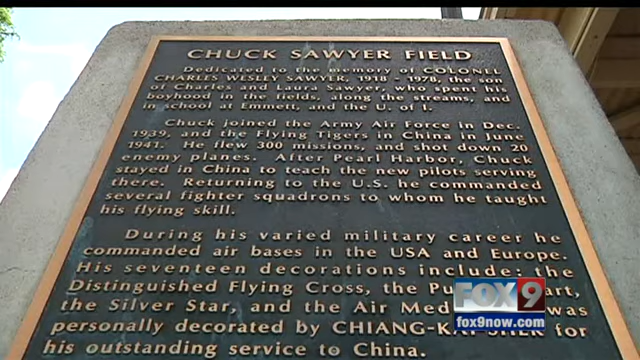 CHUCK SAWYER FIELD
Dedicated to the memory of COLONEL
CHARLES WESLEY SAWYER, 1918 - 1978, the son
of Charles and Laura Sawyer, who spent his
boyhood in the fields, along the streams, and
in school at Emmett, and the U. of I.
Chuck joined the Army Air Force in Dec.
1939, and the Flying Tigers in China in June
1941. He flew 300 missions, and shot down 20
enemy planes. After Pearl Harbor, Chuck
stayed in China to teach the new pilots serving
there. Returning to the U.S. he commanded
several fighter squadrons to whom he taught
his flying skill.
During his varied military career he
commanded air bases in the USA and Europe.
His seventeen decorations include: the
Distinguished Flying Cross, the
the Silver Star, and the Air was
personally decorated by CHIANG- for
his outstanding service to China.
FOX 9
fox9now.com